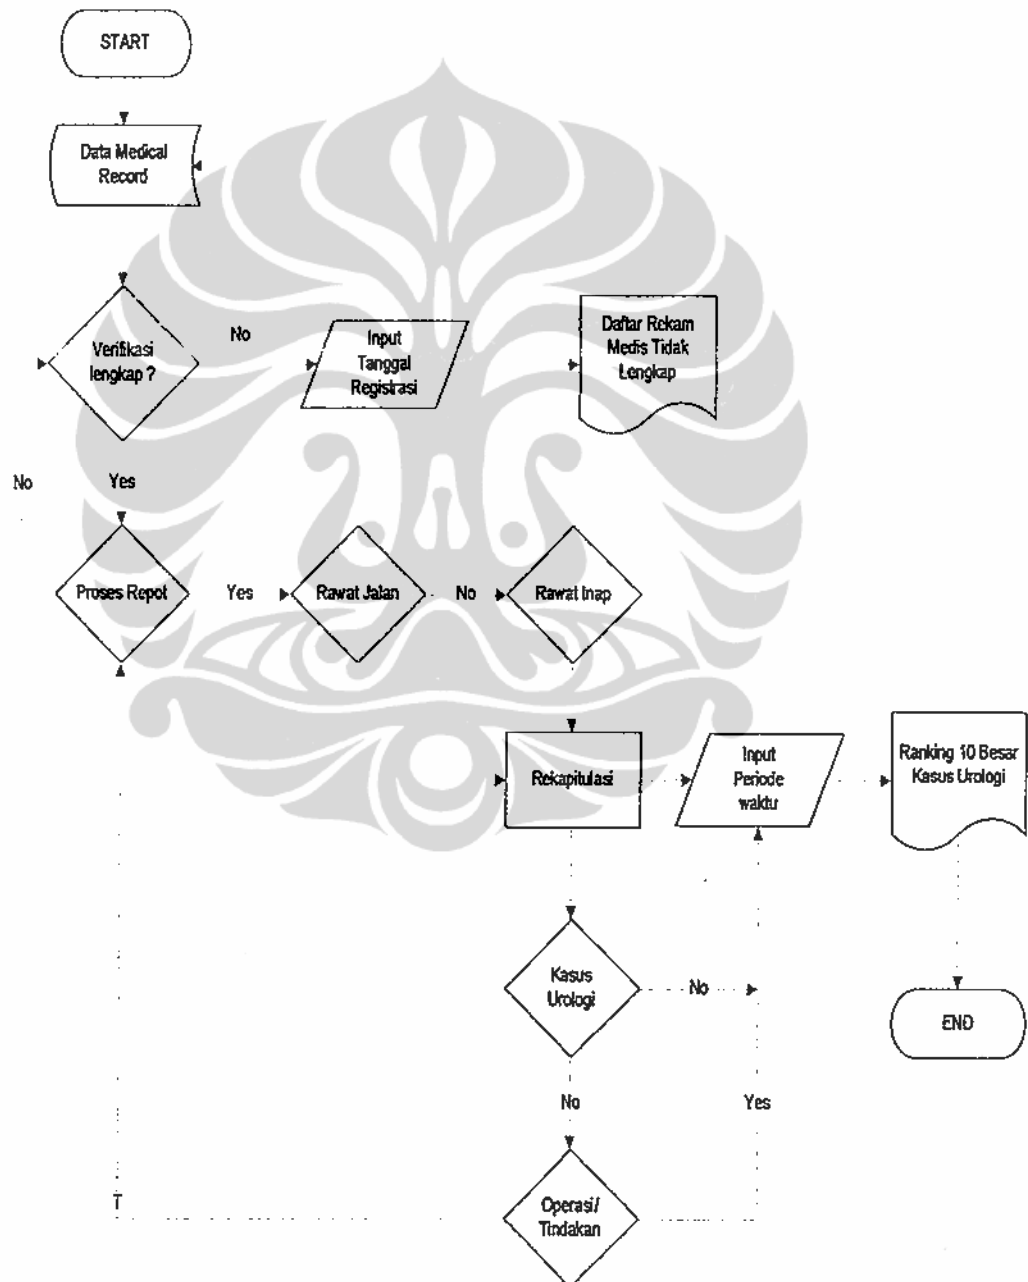 START
Data Medical
Record
Verifikasi
lengkap ?
No
Input
Tanggal
Registrasi
Daftar Rekam
Medis Tidak
Lengkap
No
Yes
Proses Repot
Yes
Rawat Jalan
No
Rawat Inap
Rekapitulasi
Input
Periode
waktu
Ranking 10 Besar
Kasus Urologi
Kasus
Urologi
No
END
No
Yes
T
Operasi/
Tindakan